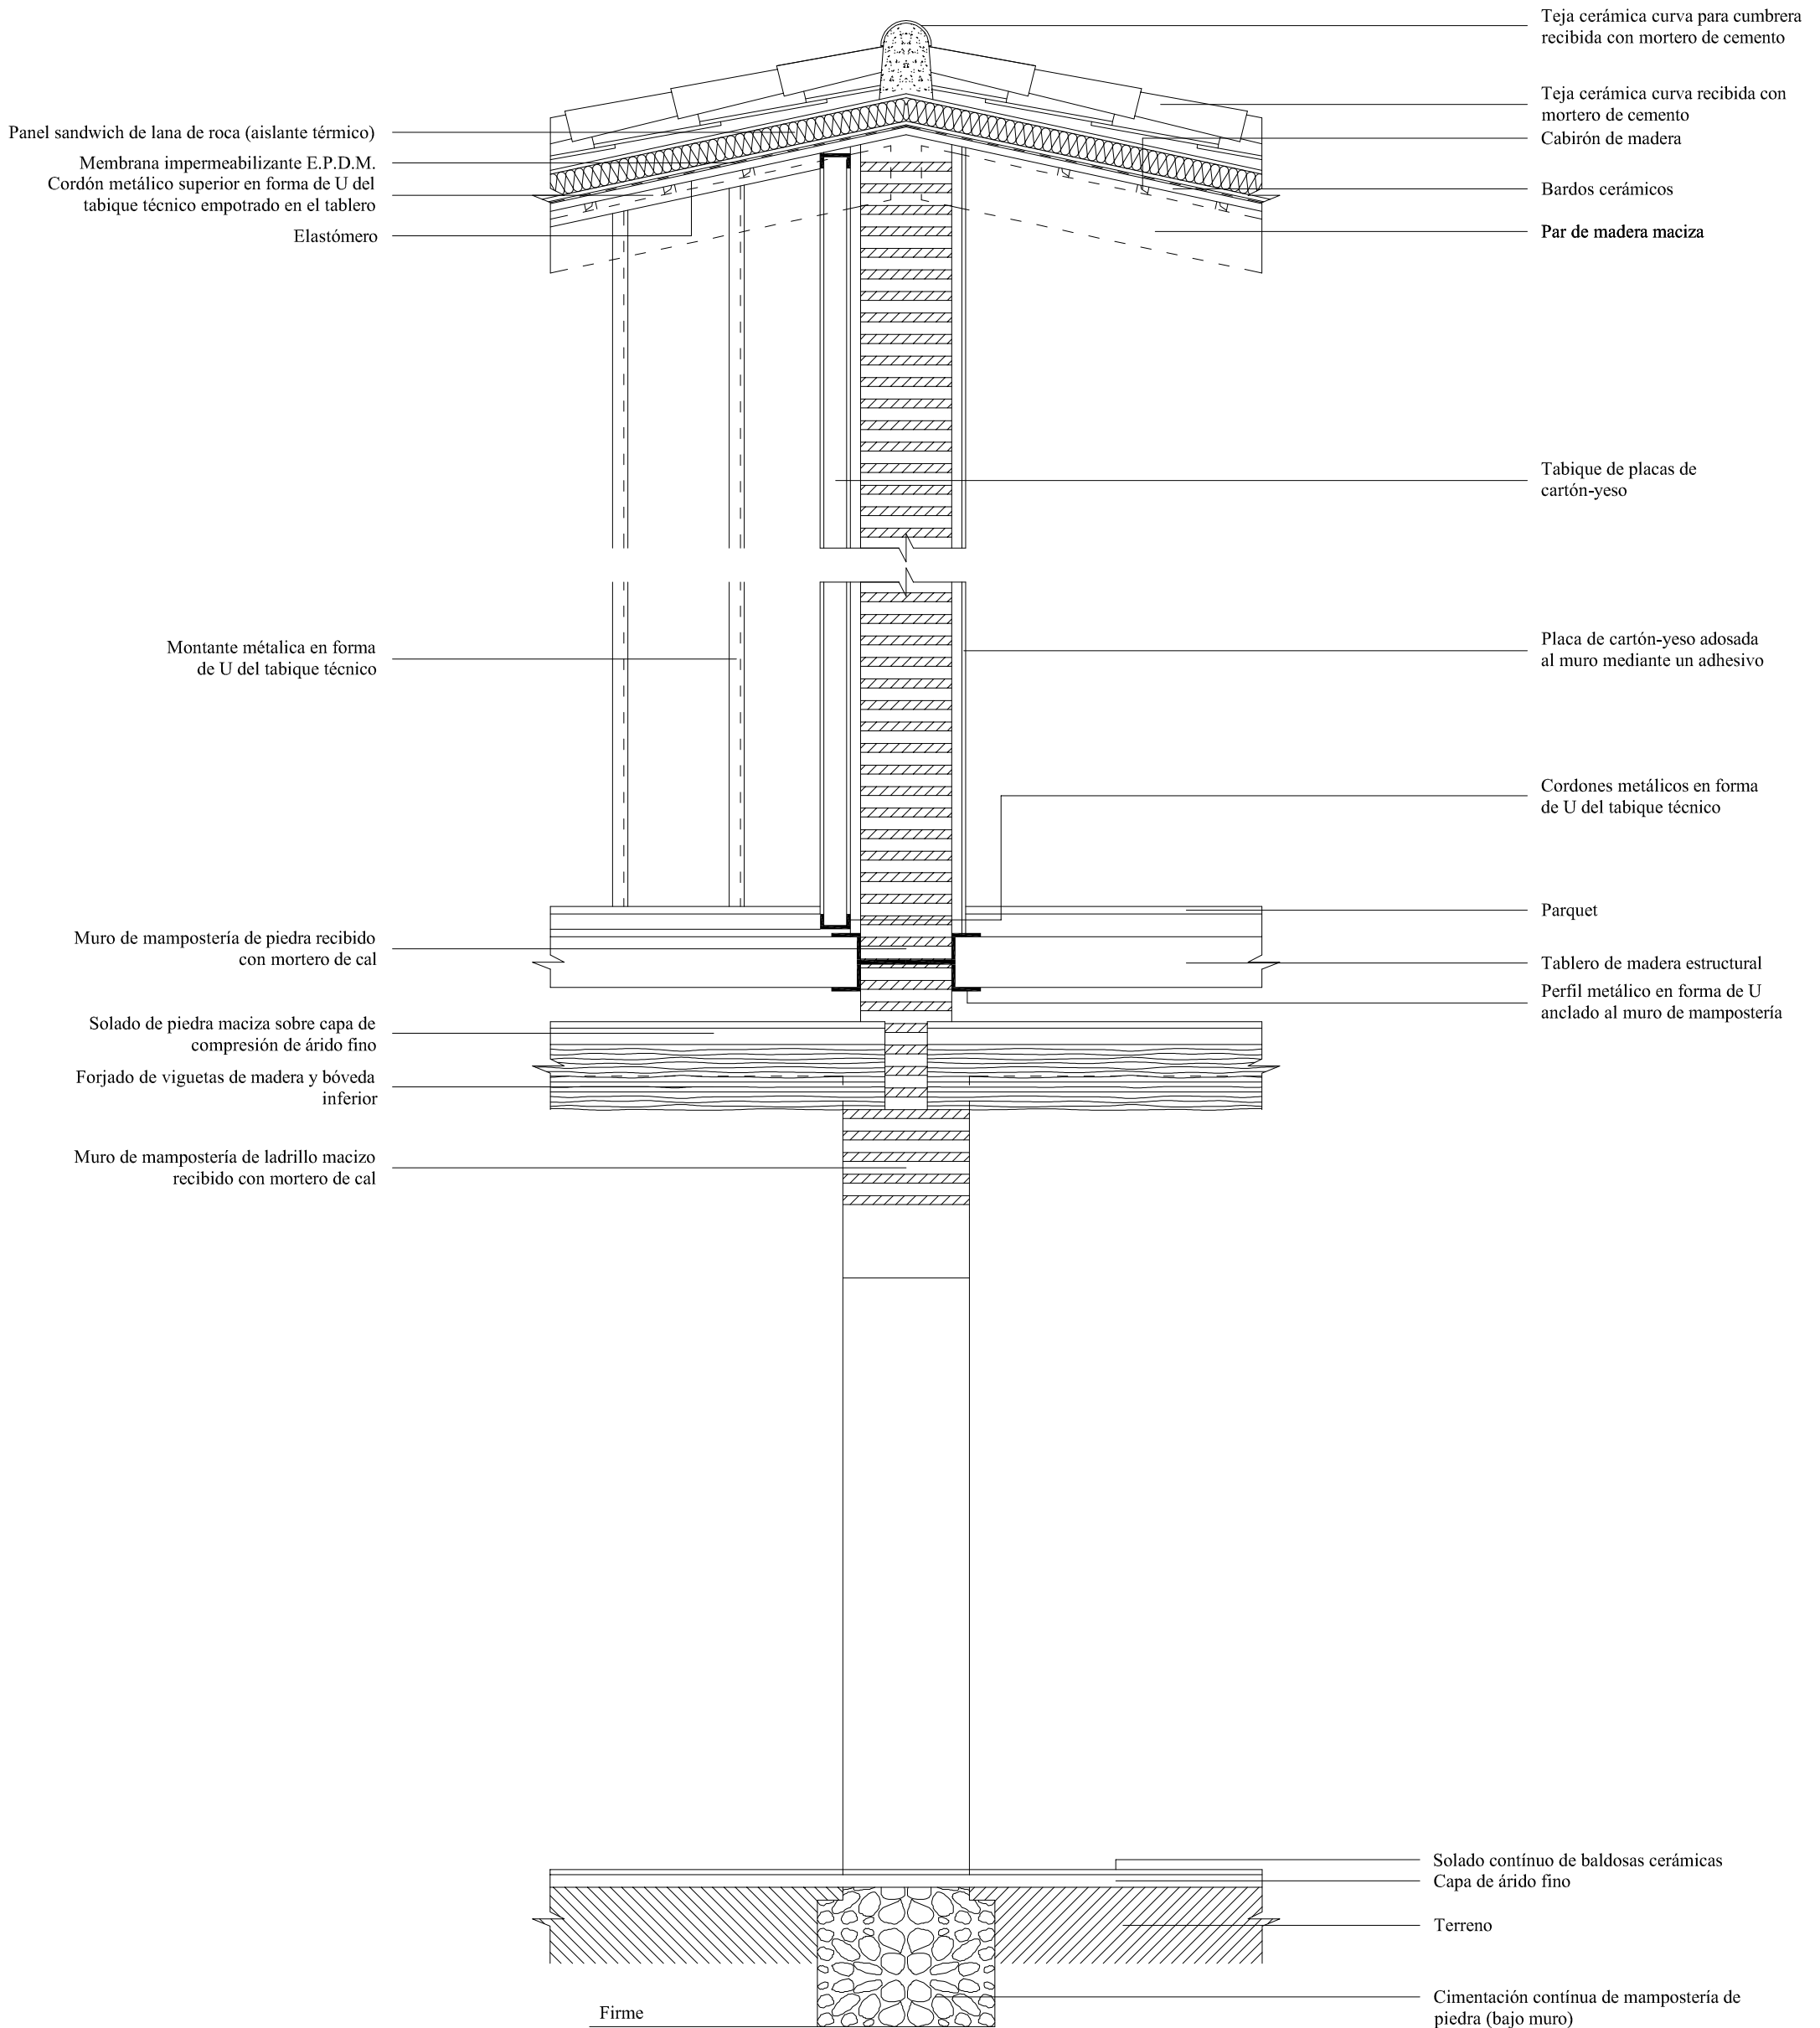 Teja cerámica curva para cumbrera
recibida con mortero de cemento
Teja cerámica curva recibida con
mortero de cemento
Cabirón de madera
Bardos cerámicos
Par de madera maciza
Panel sandwich de lana de roca (aislante térmico)
Membrana impermeabilizante E.P.D.M.
Cordón metálico superior en forma de U del
tabique técnico empotrado en el tablero
Elastómero
Tabique de placas de
cartón-yeso
Montante métalica en forma
de U del tabique técnico
Placa de cartón-yeso adosada
al muro mediante un adhesivo
Cordones metálicos en forma
de U del tabique técnico
Parquet
Muro de mampostería de piedra recibido
con mortero de cal
Tablero de madera estructural
Perfil metálico en forma de U
anclado al muro de mampostería
Solado de piedra maciza sobre capa de
compresión de árido fino
Forjado de viguetas de madera y bóveda
inferior
Muro de mampostería de ladrillo macizo
recibido con mortero de cal
Solado contínuo de baldosas cerámicas
Capa de árido fino
Terreno
Cimentación contínua de mampostería de
piedra (bajo muro)
Firme